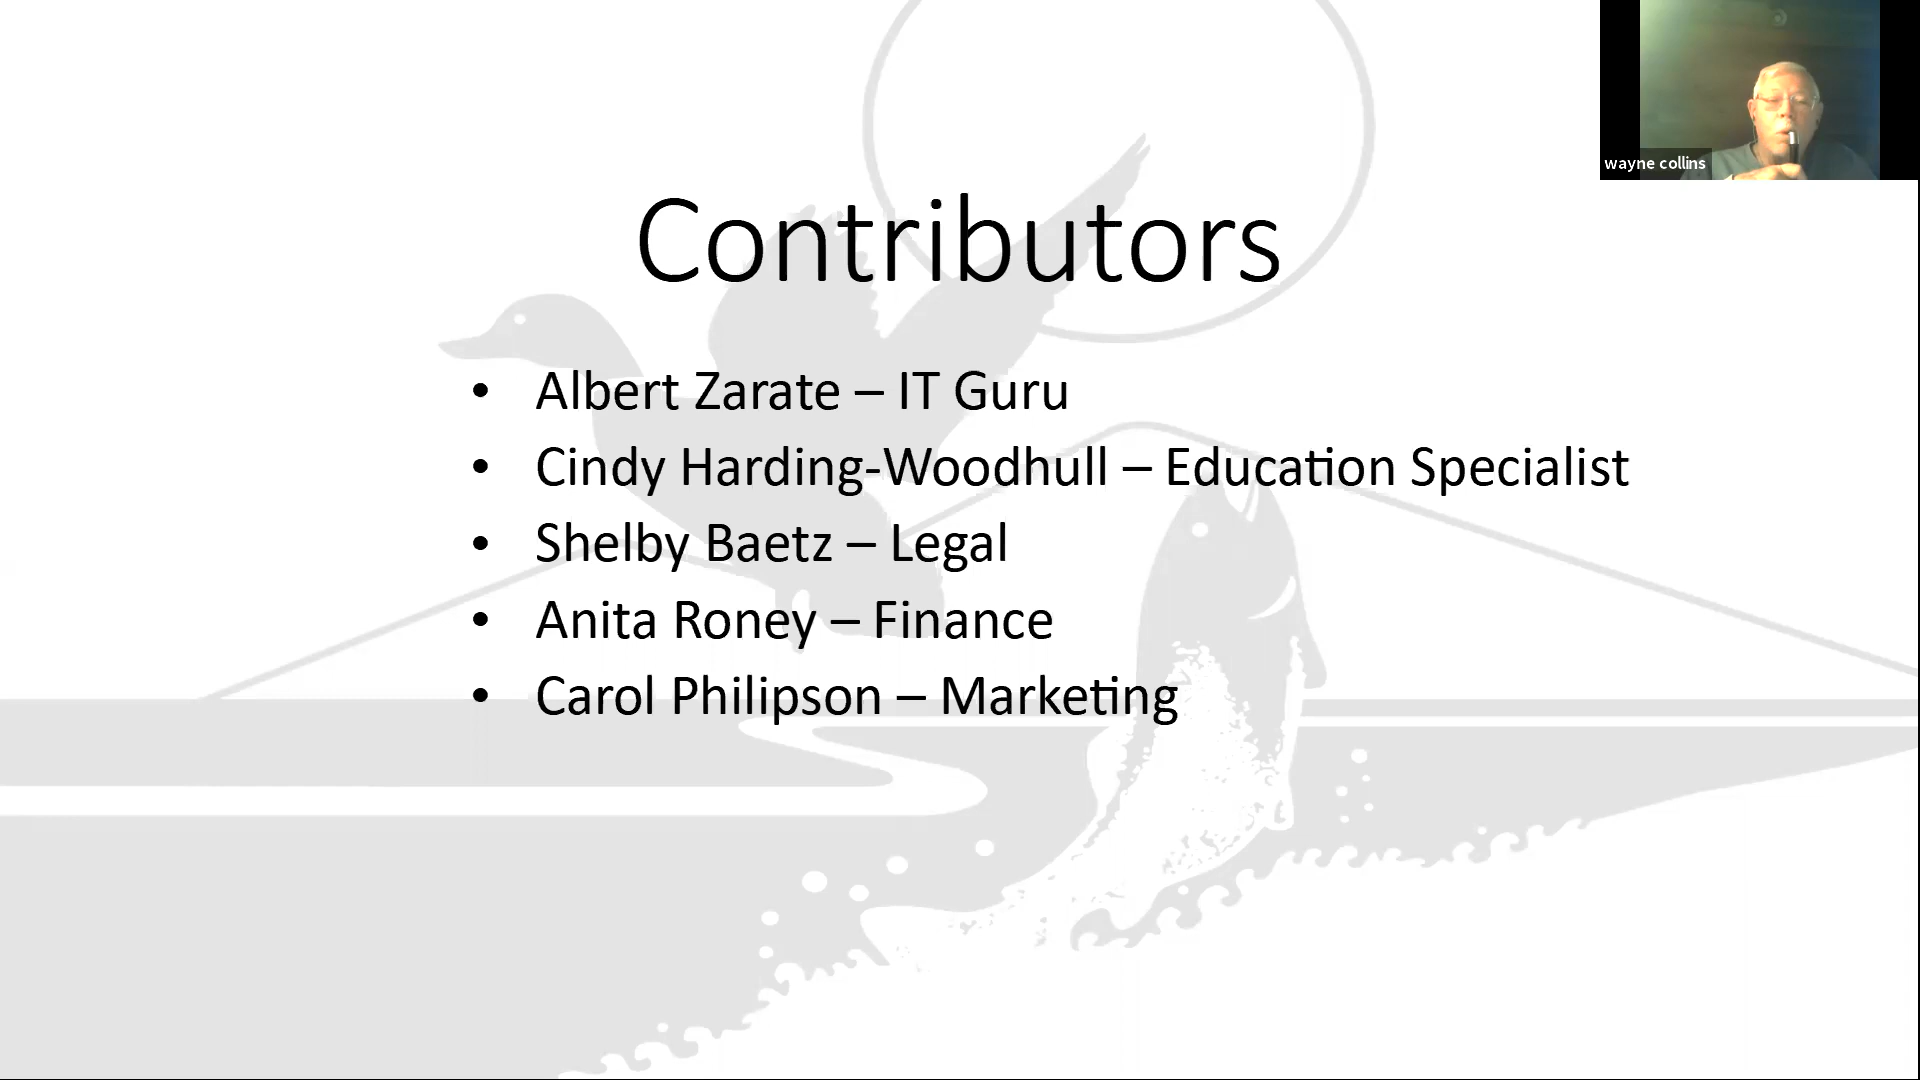 wayne collins
Contributors
• Albert Zarate – IT Guru
• Cindy Harding-Woodhull – Education Specialist
• Shelby Baetz – Legal
• Anita Roney – Finance
• Carol Philipson – Marketing